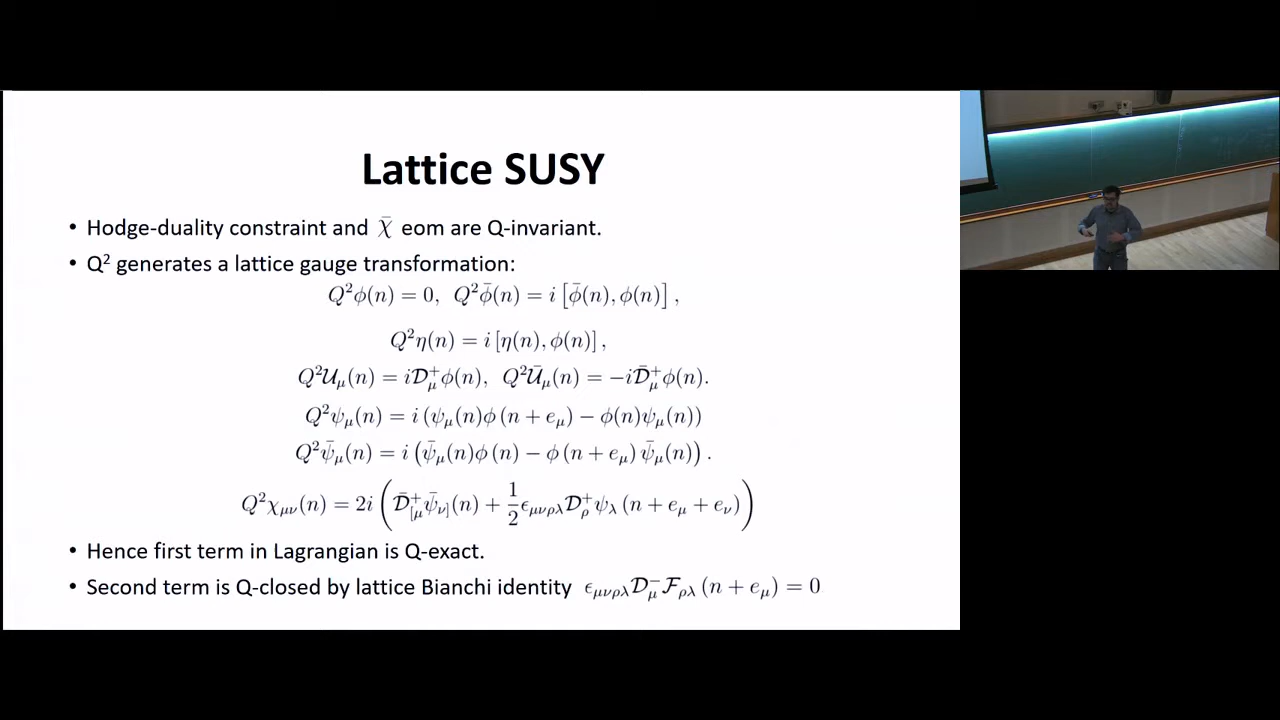 Lattice SUSY
• Hodge-duality constraint and χ̄ eom are Q-invariant.
• Q² generates a lattice gauge transformation:
Q²ϕ(n) = 0, Q²ϕ̄(n) = i [ϕ̄(n), ϕ(n)] ,
Q²η(n) = i [η(n), ϕ(n)] ,
Q²𝒰_μ(n) = i𝒟⁺_μ ϕ(n), Q²𝒰̄_μ(n) = −i𝒟̄⁺_μ ϕ(n).
Q²ψ_μ(n) = i (ψ_μ(n)ϕ (n + e_μ) − ϕ(n)ψ_μ(n))
Q²ψ̄_μ(n) = i (ψ̄_μ(n)ϕ (n) − ϕ (n + e_μ) ψ̄_μ(n)) .
Q²χ_μν(n) = 2i (𝒟̄⁺_[μ ψ̄_ν](n) + 1/2 ϵ_μνρλ 𝒟⁺_ρ ψ_λ (n + e_μ + e_ν))
• Hence first term in Lagrangian is Q-exact.
• Second term is Q-closed by lattice Bianchi identity ϵ_μνρλ 𝒟⁻_μ ℱ_ρλ (n + e_μ) = 0